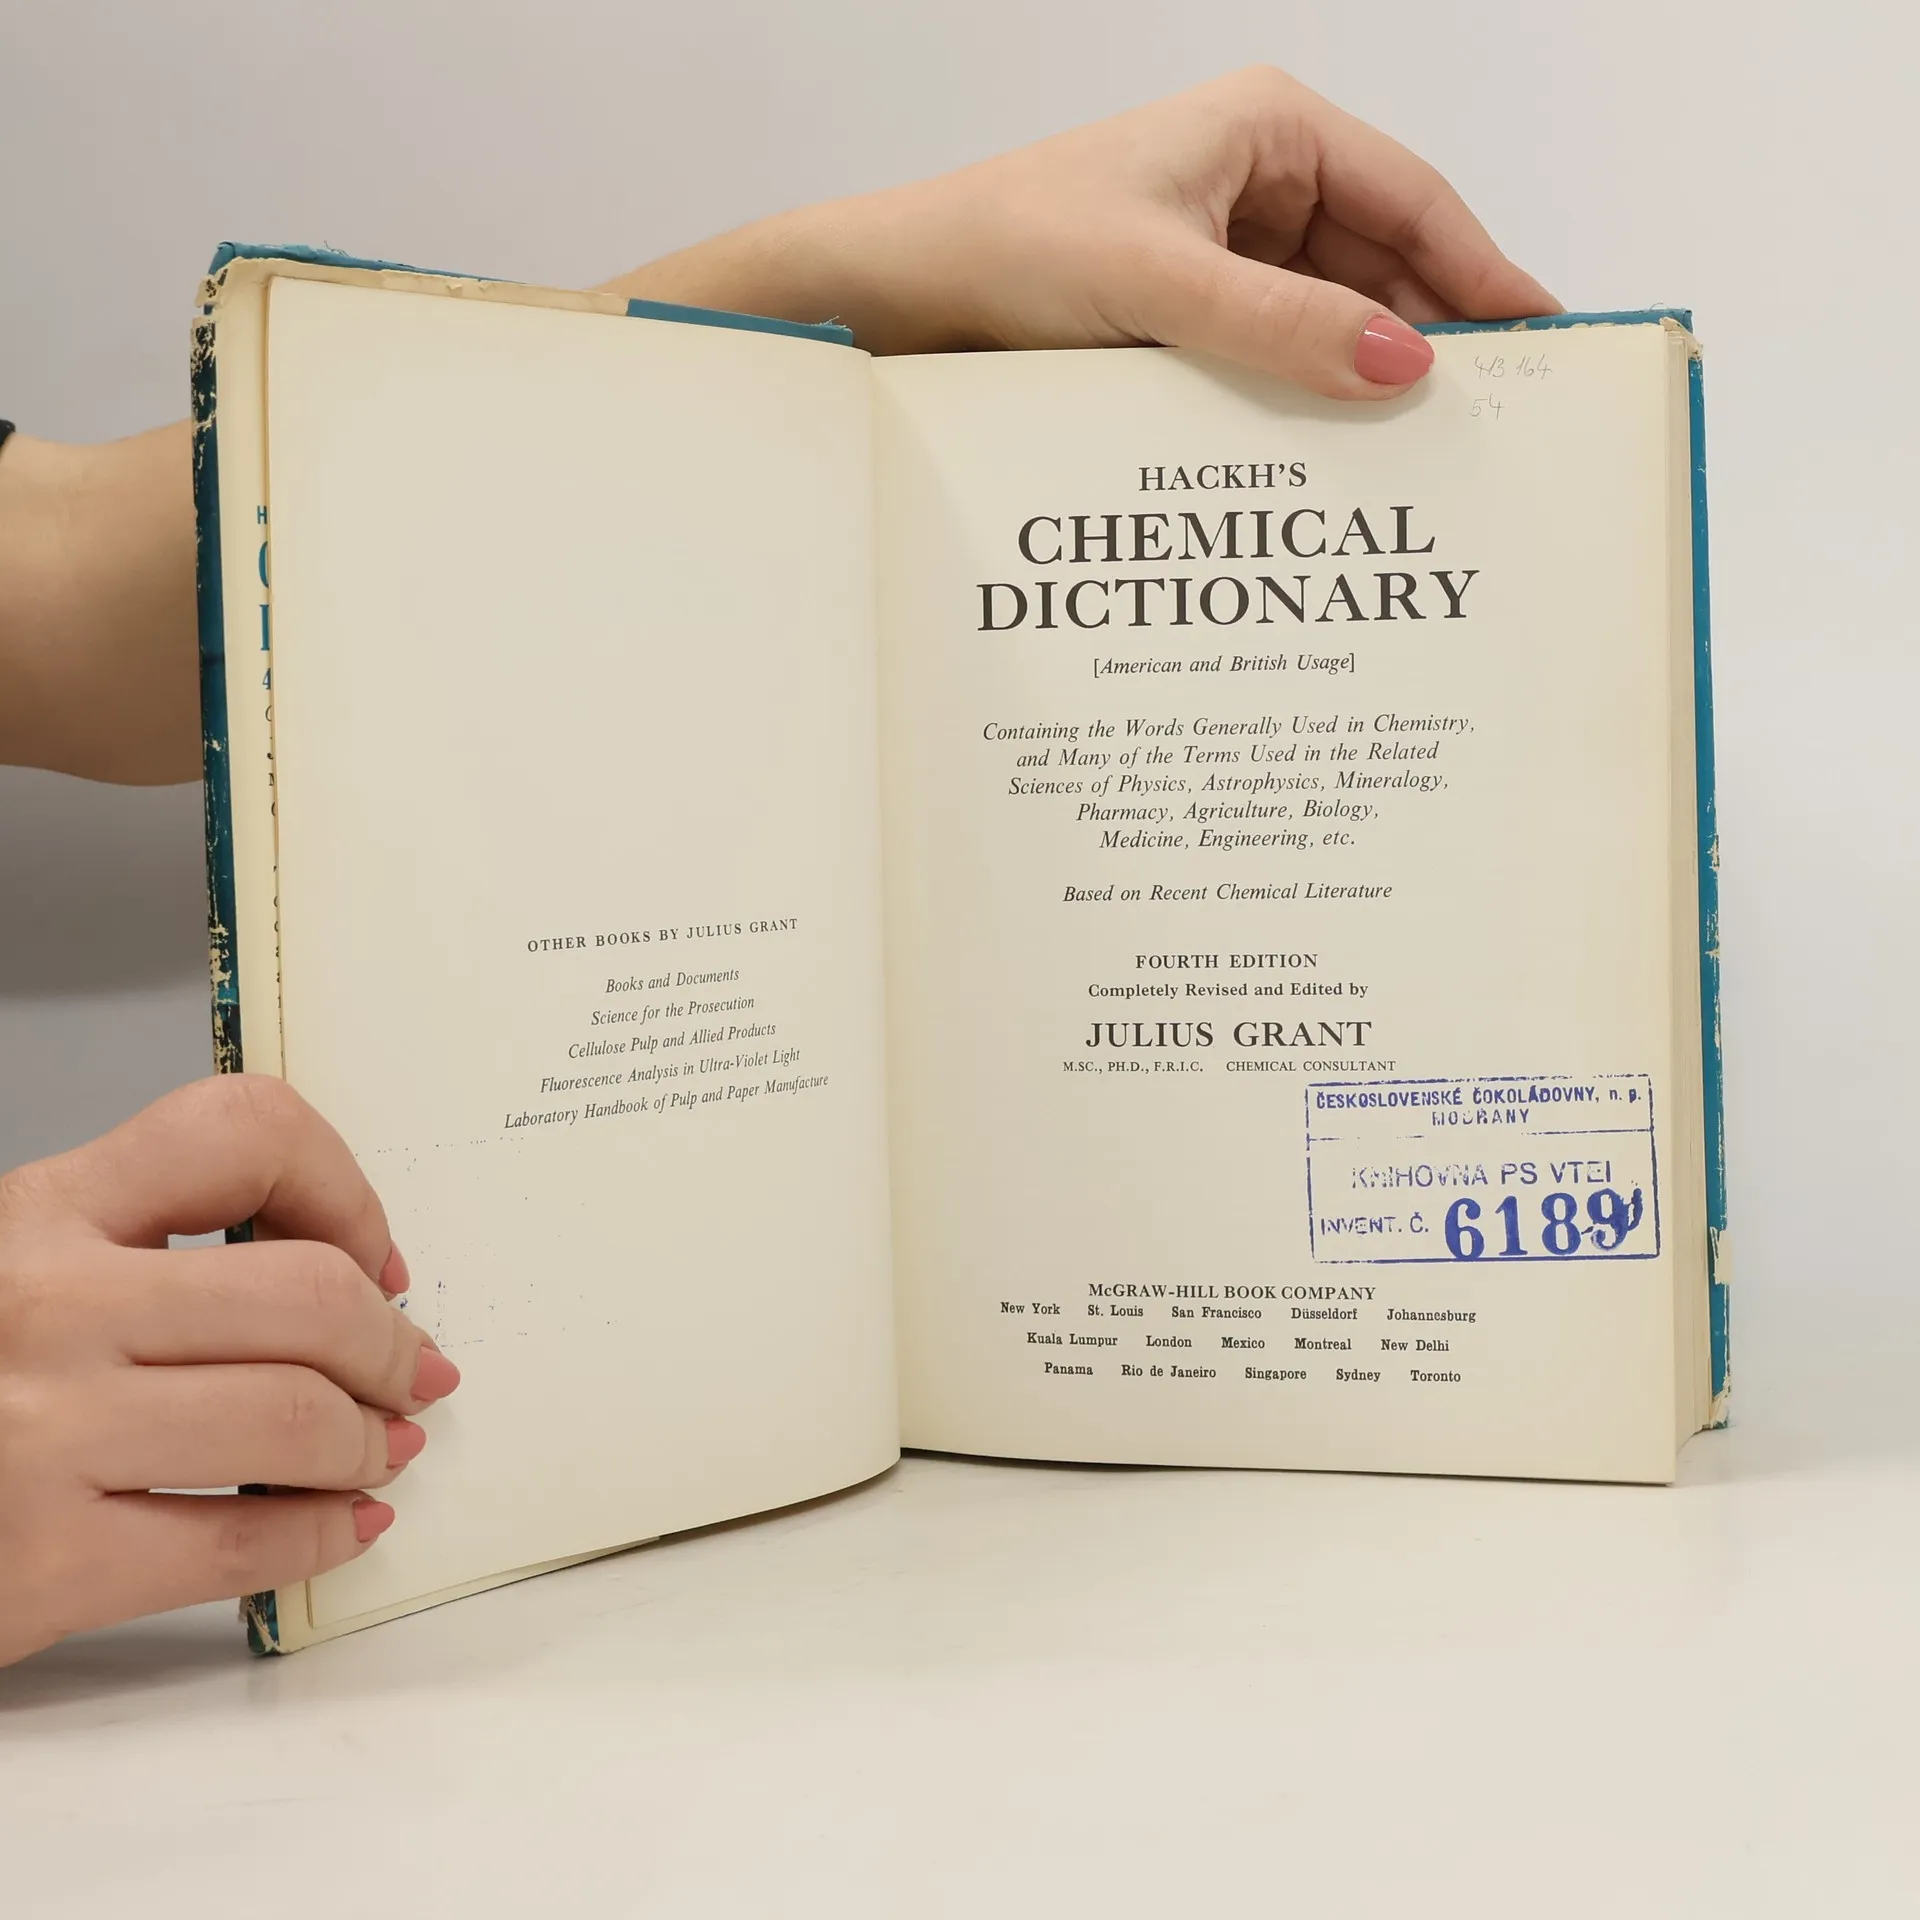 OTHER BOOKS BY JULIUS GRANT
Books and Documents
Science for the Prosecution
Cellulose Pulp and Allied Products
Fluorescence Analysis in Ultra-Violet Light
Laboratory Handbook of Pulp and Paper Manufacture
413 164
54
HACKH'S
CHEMICAL
DICTIONARY
[American and British Usage]
Containing the Words Generally Used in Chemistry,
and Many of the Terms Used in the Related
Sciences of Physics, Astrophysics, Mineralogy,
Pharmacy, Agriculture, Biology,
Medicine, Engineering, etc.
Based on Recent Chemical Literature
FOURTH EDITION
Completely Revised and Edited by
JULIUS GRANT
M.SC., PH.D., F.R.I.C. CHEMICAL CONSULTANT
ČESKOSLOVENSKÉ ČOKOLÁDOVNY, n. p.
MODŘANY
KNIHOVNA PS VTEI
INVENT. Č. 6189
McGRAW-HILL BOOK COMPANY
New York St. Louis San Francisco Düsseldorf Johannesburg
Kuala Lumpur London Mexico Montreal New Delhi
Panama Rio de Janeiro Singapore Sydney Toronto